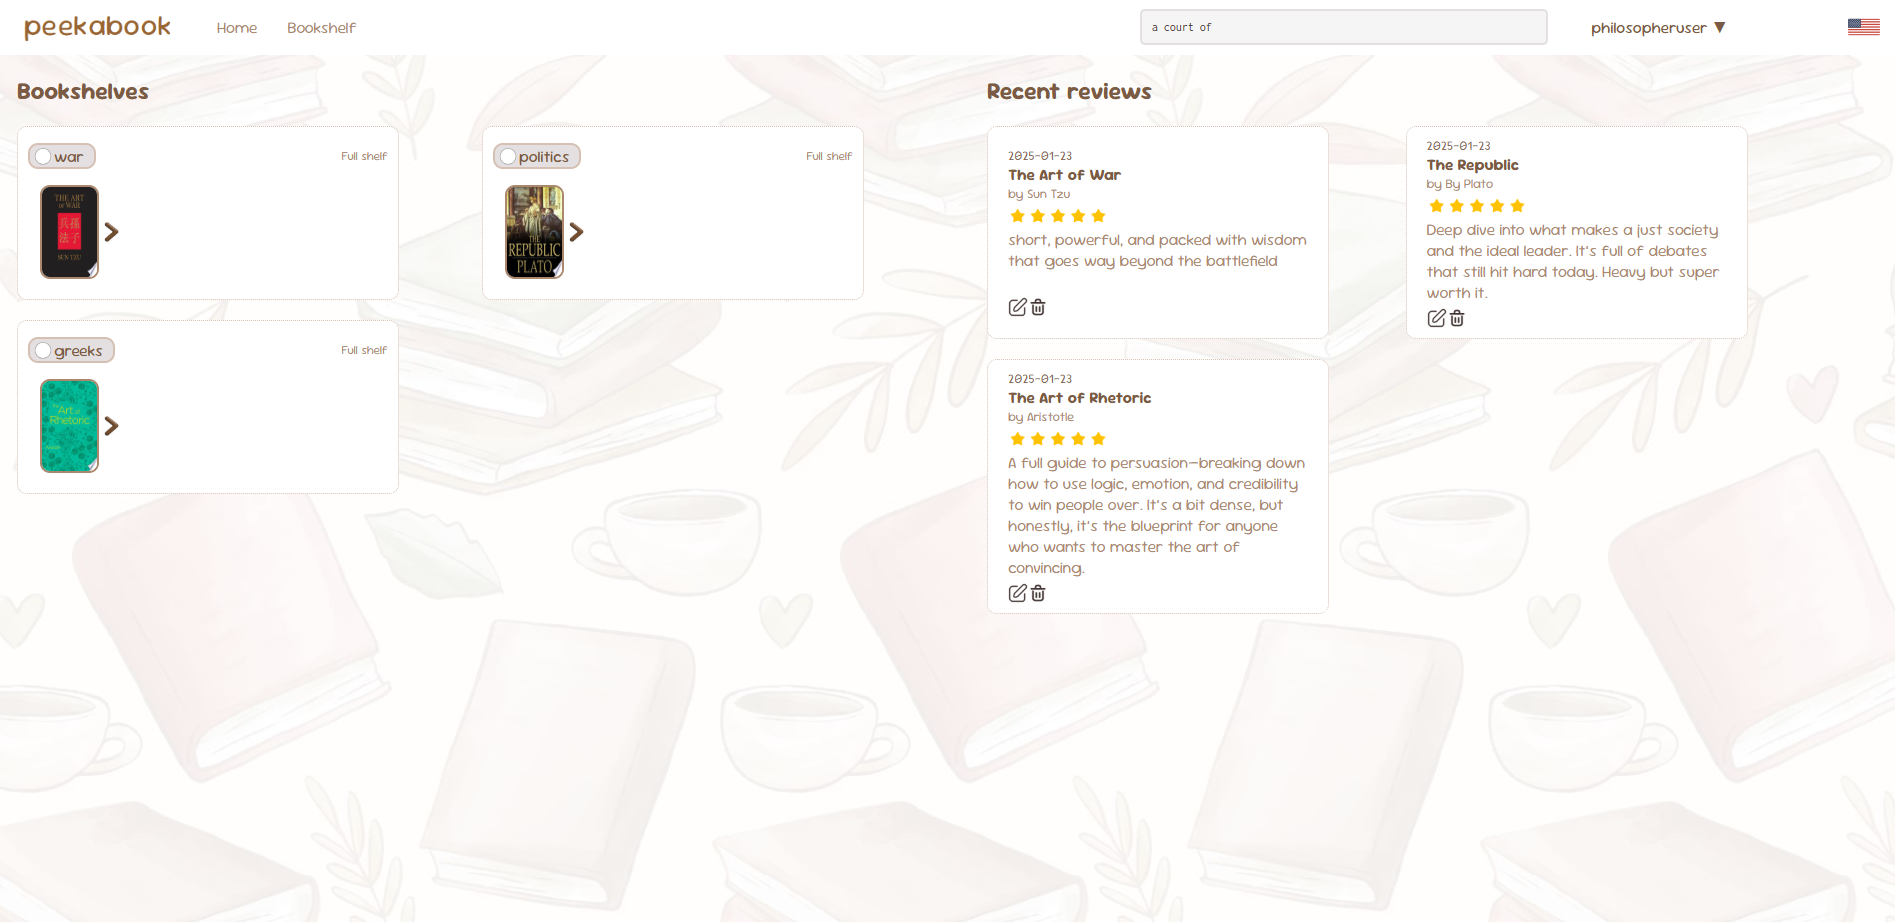 peekabook
Home
Bookshelf
a court of
philosopheruser ▼
Bookshelves
war
Full shelf
THE ART
OF WAR
兵孫
法子
SUN TZU
politics
Full shelf
THE
REPUBLIC
PLATO
greeks
Full shelf
Art of
Rhetoric
Recent reviews
2025-01-23
The Art of War
by Sun Tzu
short, powerful, and packed with wisdom
that goes way beyond the battlefield
2025-01-23
The Republic
by By Plato
Deep dive into what makes a just society
and the ideal leader. It's full of debates
that still hit hard today. Heavy but super
worth it.
2025-01-23
The Art of Rhetoric
by Aristotle
A full guide to persuasion—breaking down
how to use logic, emotion, and credibility
to win people over. It's a bit dense, but
honestly, it's the blueprint for anyone
who wants to master the art of
convincing.